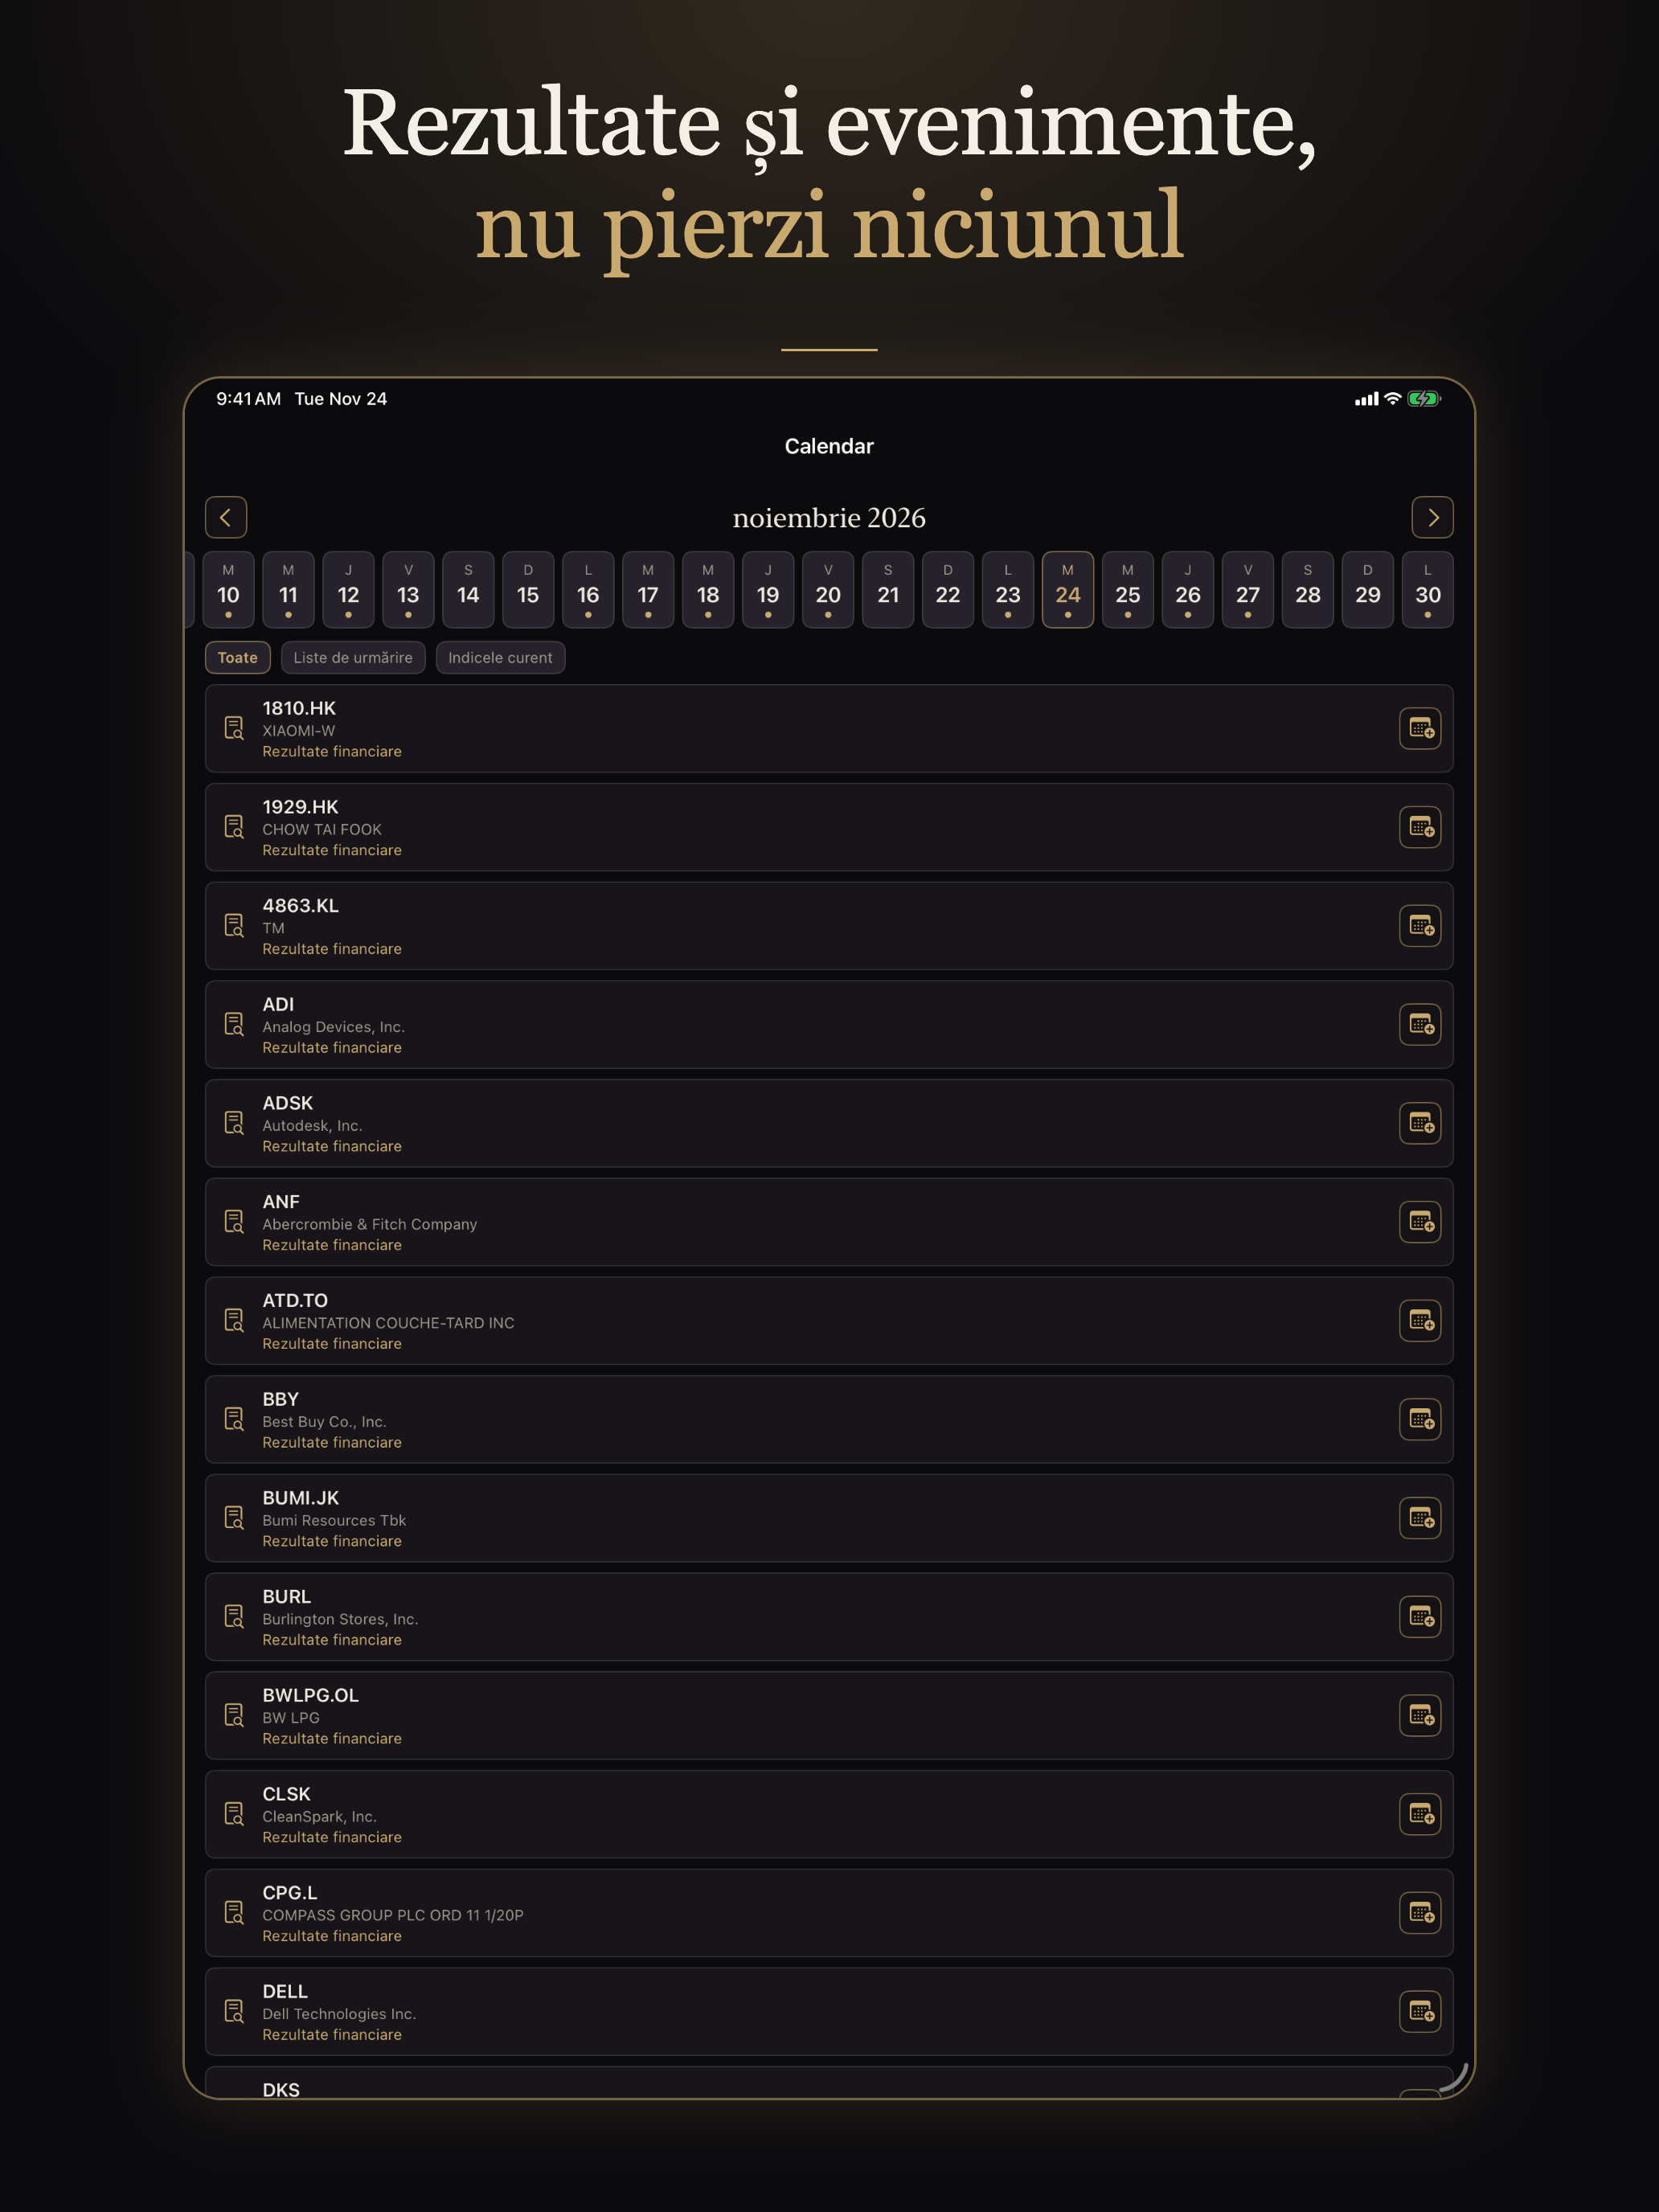 Rezultate și evenimente,
nu pierzi niciunul
9:41 AM Tue Nov 24
Calendar
noiembrie 2026
M M J V S D L M M J V S D L M M J V S D L
10 11 12 13 14 15 16 17 18 19 20 21 22 23 24 25 26 27 28 29 30
Toate Liste de urmărire Indicele curent
1810.HK
XIAOMI-W
Rezultate financiare
1929.HK
CHOW TAI FOOK
Rezultate financiare
4863.KL
TM
Rezultate financiare
ADI
Analog Devices, Inc.
Rezultate financiare
ADSK
Autodesk, Inc.
Rezultate financiare
ANF
Abercrombie & Fitch Company
Rezultate financiare
ATD.TO
ALIMENTATION COUCHE-TARD INC
Rezultate financiare
BBY
Best Buy Co., Inc.
Rezultate financiare
BUMI.JK
Bumi Resources Tbk
Rezultate financiare
BURL
Burlington Stores, Inc.
Rezultate financiare
BWLPG.OL
BW LPG
Rezultate financiare
CLSK
CleanSpark, Inc.
Rezultate financiare
CPG.L
COMPASS GROUP PLC ORD 11 1/20P
Rezultate financiare
DELL
Dell Technologies Inc.
Rezultate financiare
DKS